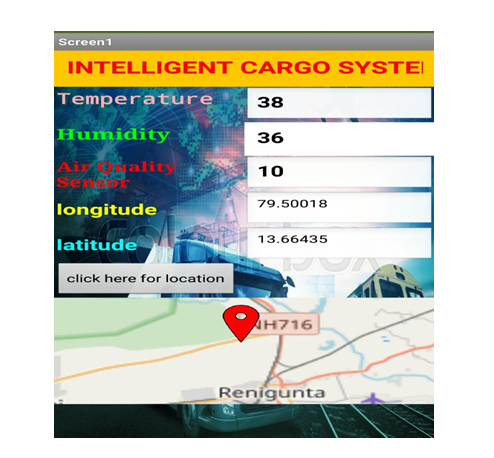 Screen1
INTELLIGENT CARGO SYSTE
Temperature 38
Humidity 36
Air Quality
Sensor 10
longitude 79.50018
latitude 13.66435
click here for location
NH716
Renigunta